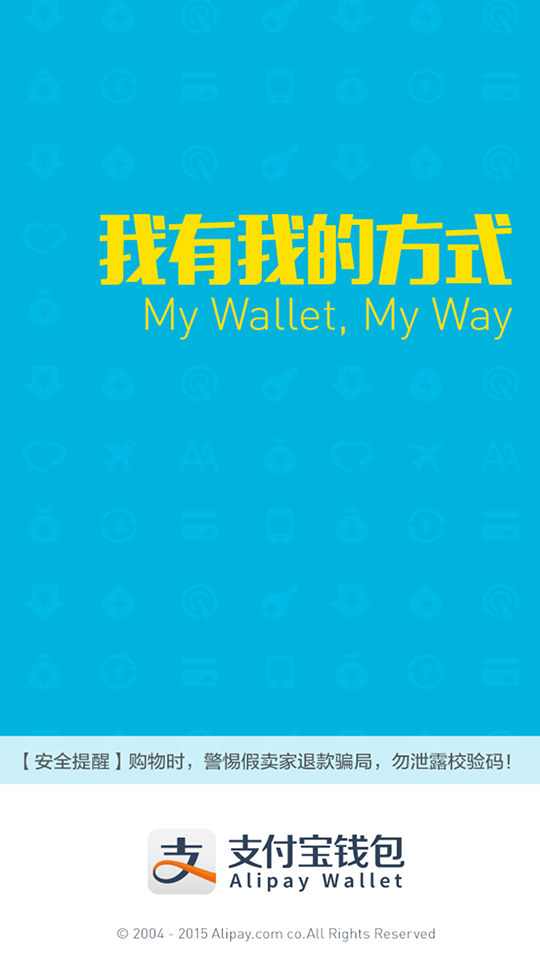 我有我的方式
My Wallet, My Way
【安全提醒】购物时，警惕假卖家退款骗局，勿泄露校验码！
支
支付宝钱包
Alipay Wallet
© 2004 - 2015 Alipay.com co.All Rights Reserved